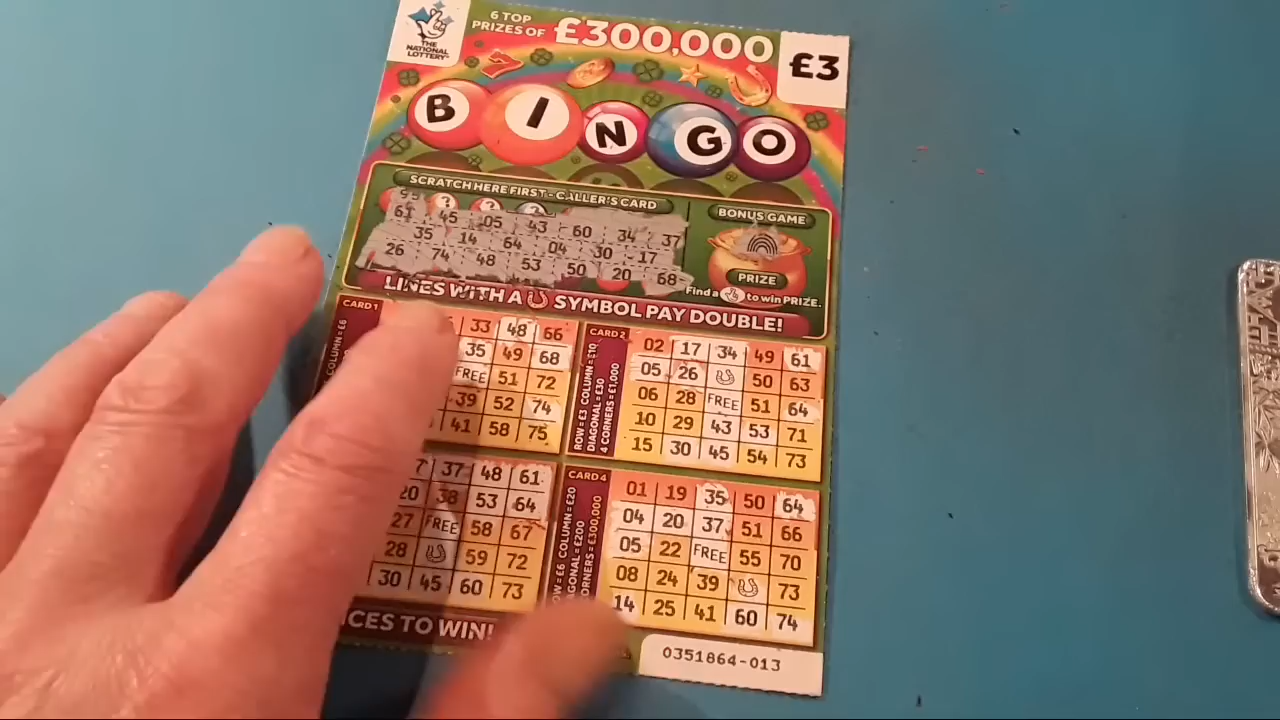 6 TOP
PRIZES OF £300,000
THE
NATIONAL
LOTTERY
£3
B I N G O
SCRATCH HERE FIRST - CALLER'S CARD
61 45 05 43 60 34 37
35 14 64 04 30 17
26 74 48 53 50 20 68
BONUS GAME
PRIZE
Find a to win PRIZE.
LINES WITH A SYMBOL PAY DOUBLE!
CARD 1
COLUMN = £6
33 48 66
35 49 68
FREE 51 72
39 52 74
41 58 75
CARD 2
ROW = £3 COLUMN = £10
DIAGONAL = £30
4 CORNERS = £1,000
02 17 34 49 61
05 26 50 63
06 28 FREE 51 64
10 29 43 53 71
15 30 45 54 73
37 48 61
20 38 53 64
27 FREE 58 67
28 59 72
30 45 60 73
CARD 4
= £6 COLUMN = £20
= £200
= £300,000
01 19 35 50 64
04 20 37 51 66
05 22 FREE 55 70
08 24 39 73
14 25 41 60 74
TO WIN!
0351864-013